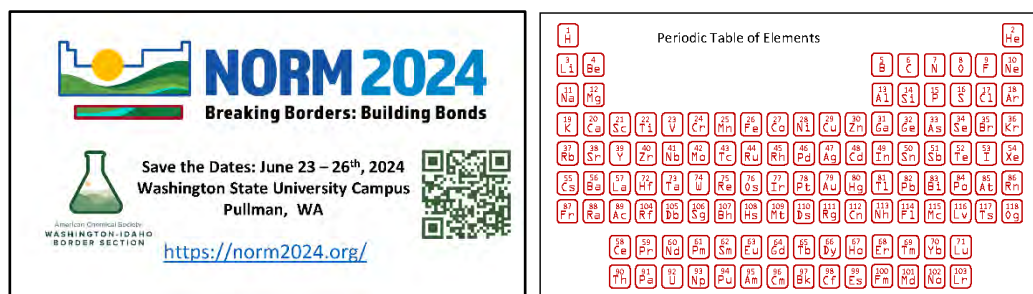 NORM 2024
Breaking Borders: Building Bonds
Save the Dates: June 23 – 26th, 2024
Washington State University Campus
Pullman, WA
American Chemical Society
WASHINGTON-IDAHO
BORDER SECTION
https://norm2024.org/
Periodic Table of Elements
1 2
H He
3 4 5 6 7 8 9 10
Li Be B C N O F Ne
11 12 13 14 15 16 17 18
Na Mg Al Si P S Cl Ar
19 20 21 22 23 24 25 26 27 28 29 30 31 32 33 34 35 36
K Ca Sc Ti V Cr Mn Fe Co Ni Cu Zn Ga Ge As Se Br Kr
37 38 39 40 41 42 43 44 45 46 47 48 49 50 51 52 53 54
Rb Sr Y Zr Nb Mo Tc Ru Rh Pd Ag Cd In Sn Sb Te I Xe
55 56 57 72 73 74 75 76 77 78 79 80 81 82 83 84 85 86
Cs Ba La Hf Ta W Re Os Ir Pt Au Hg Tl Pb Bi Po At Rn
87 88 89 104 105 106 107 108 109 110 111 112 113 114 115 116 117 118
Fr Ra Ac Rf Db Sg Bh Hs Mt Ds Rg Cn Nh Fl Mc Lv Ts Og
58 59 60 61 62 63 64 65 66 67 68 69 70 71
Ce Pr Nd Pm Sm Eu Gd Tb Dy Ho Er Tm Yb Lu
90 91 92 93 94 95 96 97 98 99 100 101 102 103
Th Pa U Np Pu Am Cm Bk Cf Es Fm Md No Lr